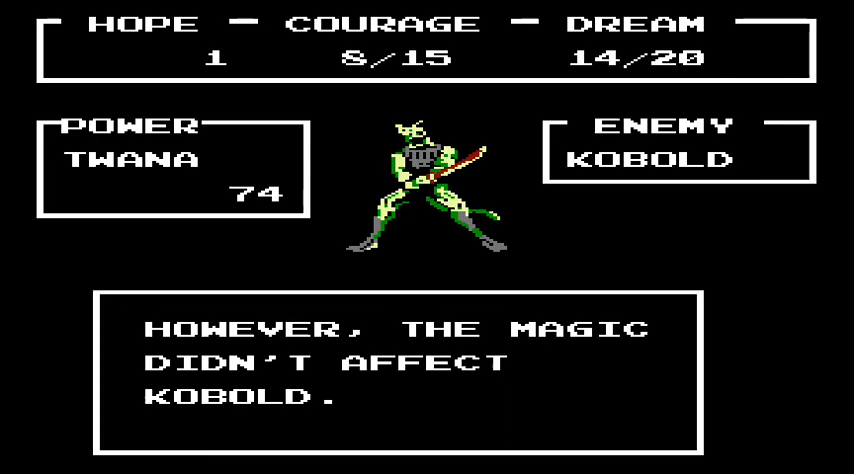 HOPE COURAGE DREAM
1 8/15 14/20
POWER
TWANA
74
ENEMY
KOBOLD
HOWEVER, THE MAGIC
DIDN'T AFFECT
KOBOLD.